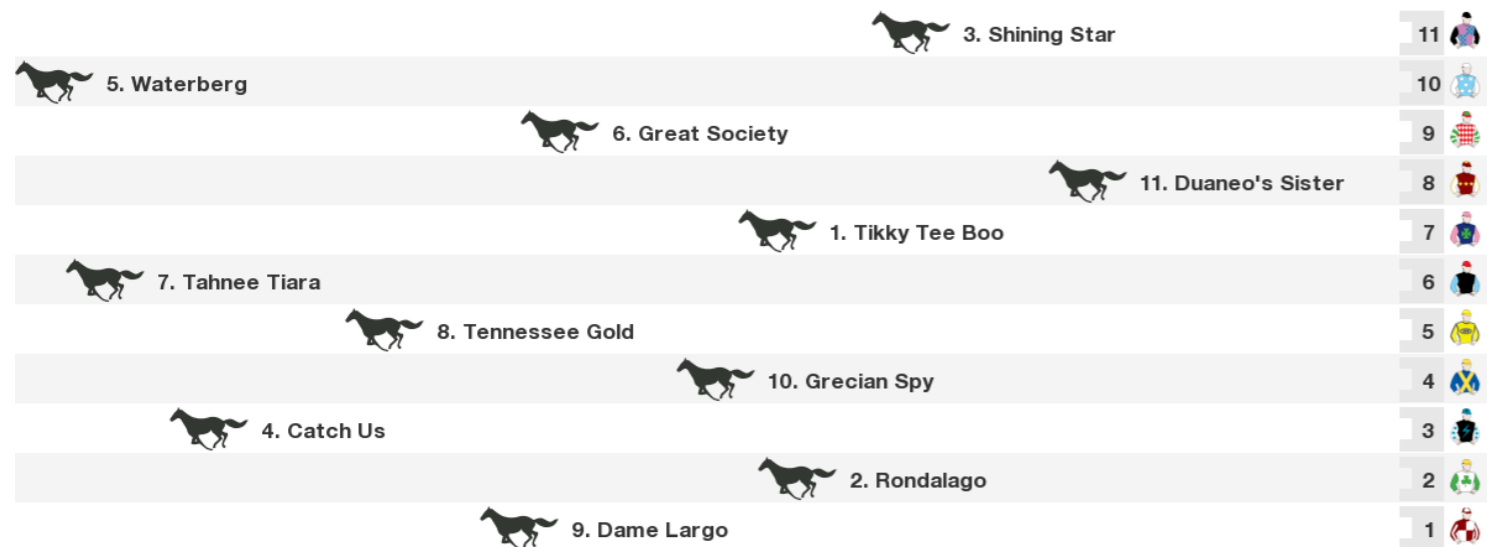 3. Shining Star 11
5. Waterberg 10
6. Great Society 9
11. Duaneo's Sister 8
1. Tikky Tee Boo 7
7. Tahnee Tiara 6
8. Tennessee Gold 5
10. Grecian Spy 4
4. Catch Us 3
2. Rondalago 2
9. Dame Largo 1